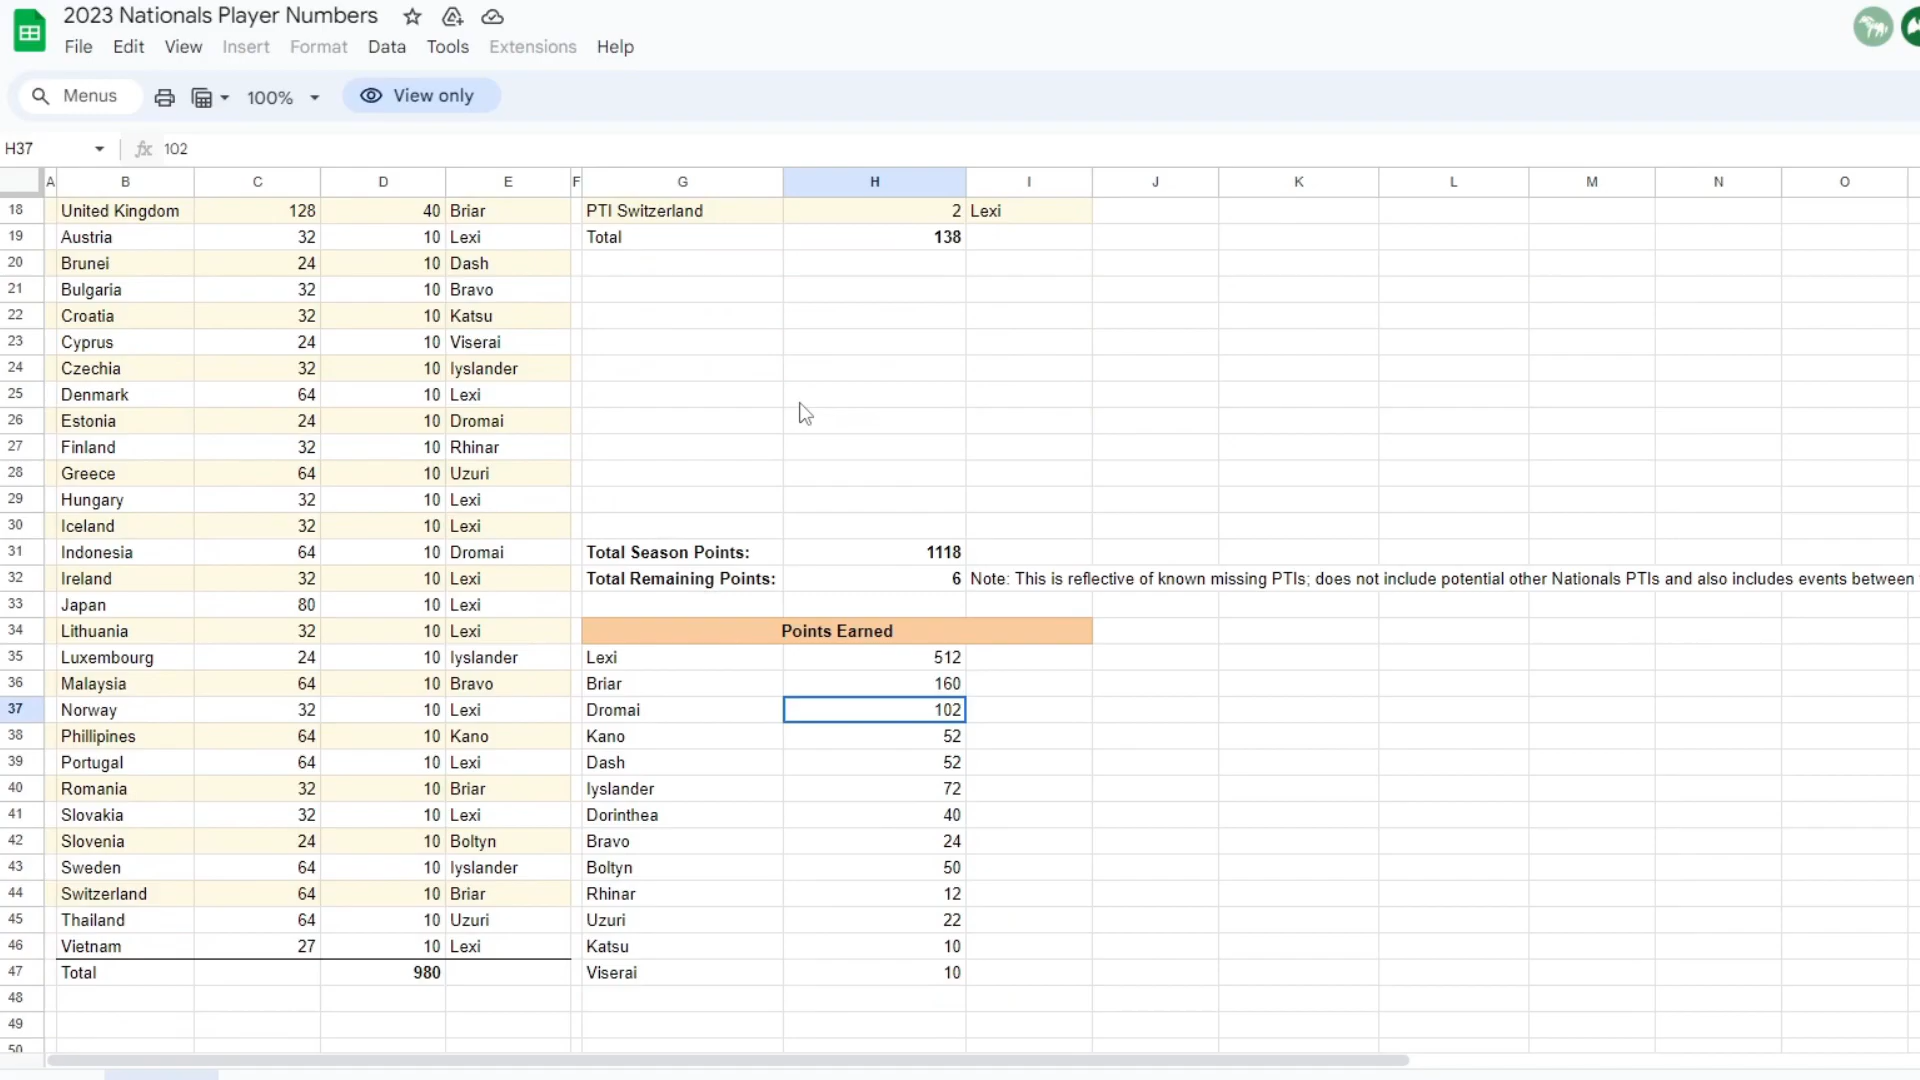 2023 Nationals Player Numbers
File Edit View Insert Format Data Tools Extensions Help
Menus 100% View only
H37 fx 102
A B C D E F G H I J K L M N O
18 United Kingdom 128 40 Briar PTI Switzerland 2 Lexi
19 Austria 32 10 Lexi Total 138
20 Brunei 24 10 Dash
21 Bulgaria 32 10 Bravo
22 Croatia 32 10 Katsu
23 Cyprus 24 10 Viserai
24 Czechia 32 10 Iyslander
25 Denmark 64 10 Lexi
26 Estonia 24 10 Dromai
27 Finland 32 10 Rhinar
28 Greece 64 10 Uzuri
29 Hungary 32 10 Lexi
30 Iceland 32 10 Lexi
31 Indonesia 64 10 Dromai Total Season Points: 1118
32 Ireland 32 10 Lexi Total Remaining Points: 6 Note: This is reflective of known missing PTIs; does not include potential other Nationals PTIs and also includes events between
33 Japan 80 10 Lexi
34 Lithuania 32 10 Lexi Points Earned
35 Luxembourg 24 10 Iyslander Lexi 512
36 Malaysia 64 10 Bravo Briar 160
37 Norway 32 10 Lexi Dromai 102
38 Phillipines 64 10 Kano Kano 52
39 Portugal 64 10 Lexi Dash 52
40 Romania 32 10 Briar Iyslander 72
41 Slovakia 32 10 Lexi Dorinthea 40
42 Slovenia 24 10 Boltyn Bravo 24
43 Sweden 64 10 Iyslander Boltyn 50
44 Switzerland 64 10 Briar Rhinar 12
45 Thailand 64 10 Uzuri Uzuri 22
46 Vietnam 27 10 Lexi Katsu 10
47 Total 980 Viserai 10
48
49
50